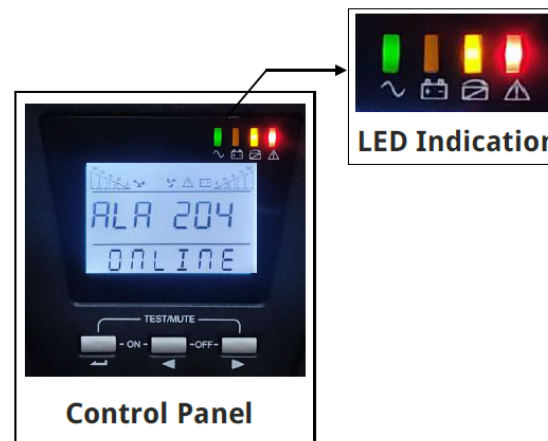 LED Indication
ALA 204
ONLINE
TEST/MUTE
- ON -
-OFF-
Control Panel